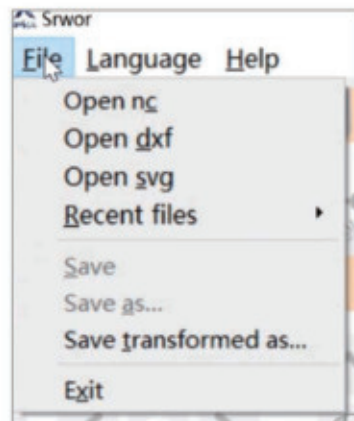 Srwor
File Language Help
Open nc
Open dxf
Open svg
Recent files
Save
Save as...
Save transformed as...
Exit